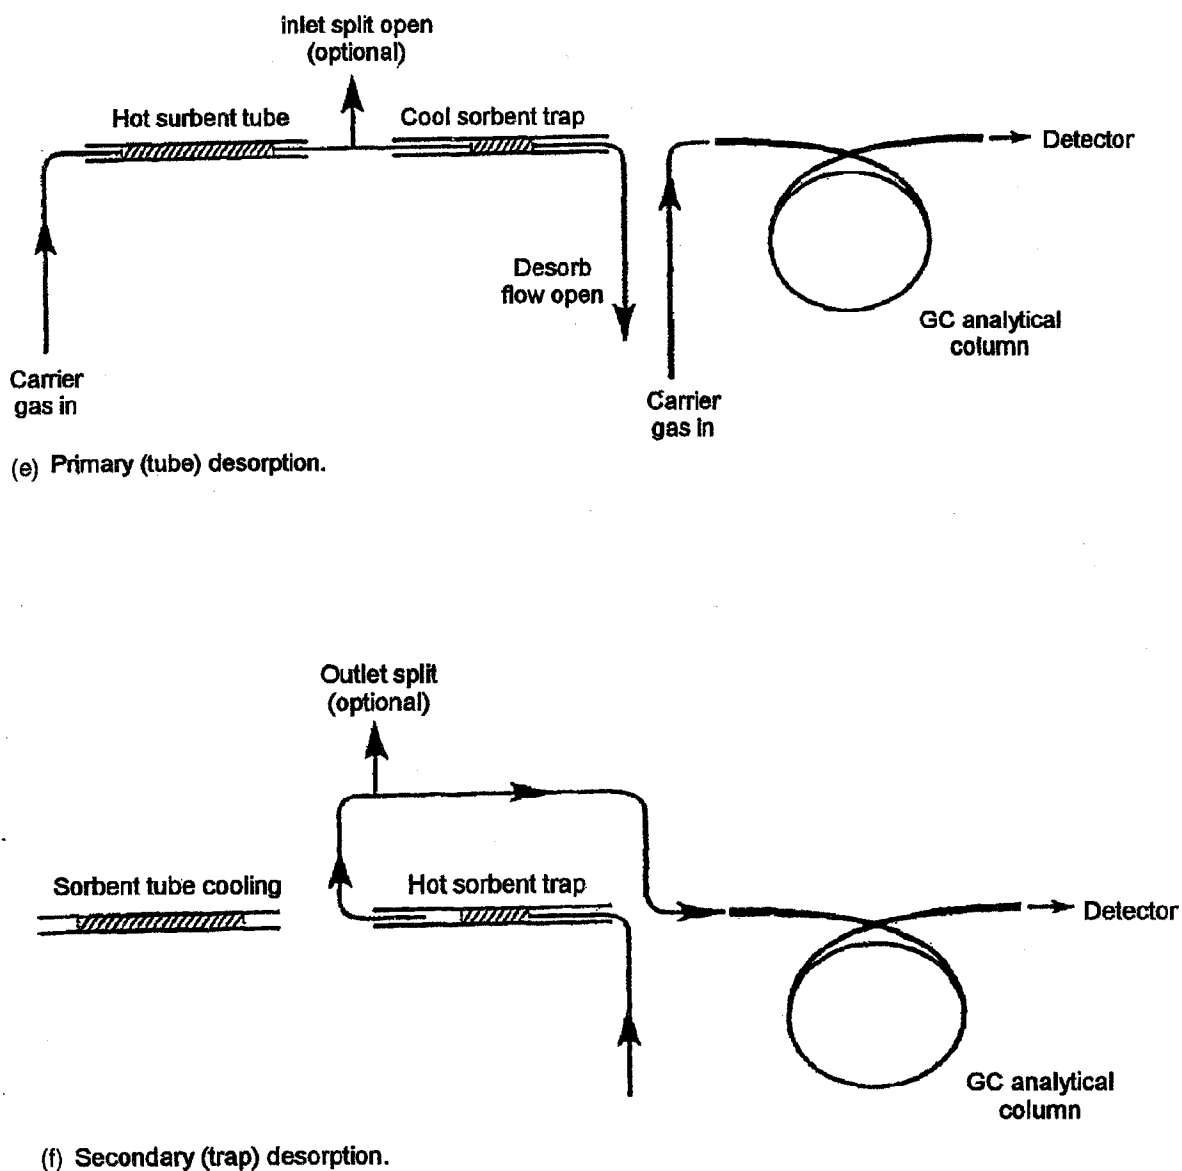 inlet split open
(optional)
Hot surbent tube
Cool sorbent trap
Detector
Desorb
flow open
GC analytical
column
Carrier
gas in
Carrier
gas in
(e) Primary (tube) desorption.
Outlet split
(optional)
Sorbent tube cooling
Hot sorbent trap
Detector
GC analytical
column
(f) Secondary (trap) desorption.